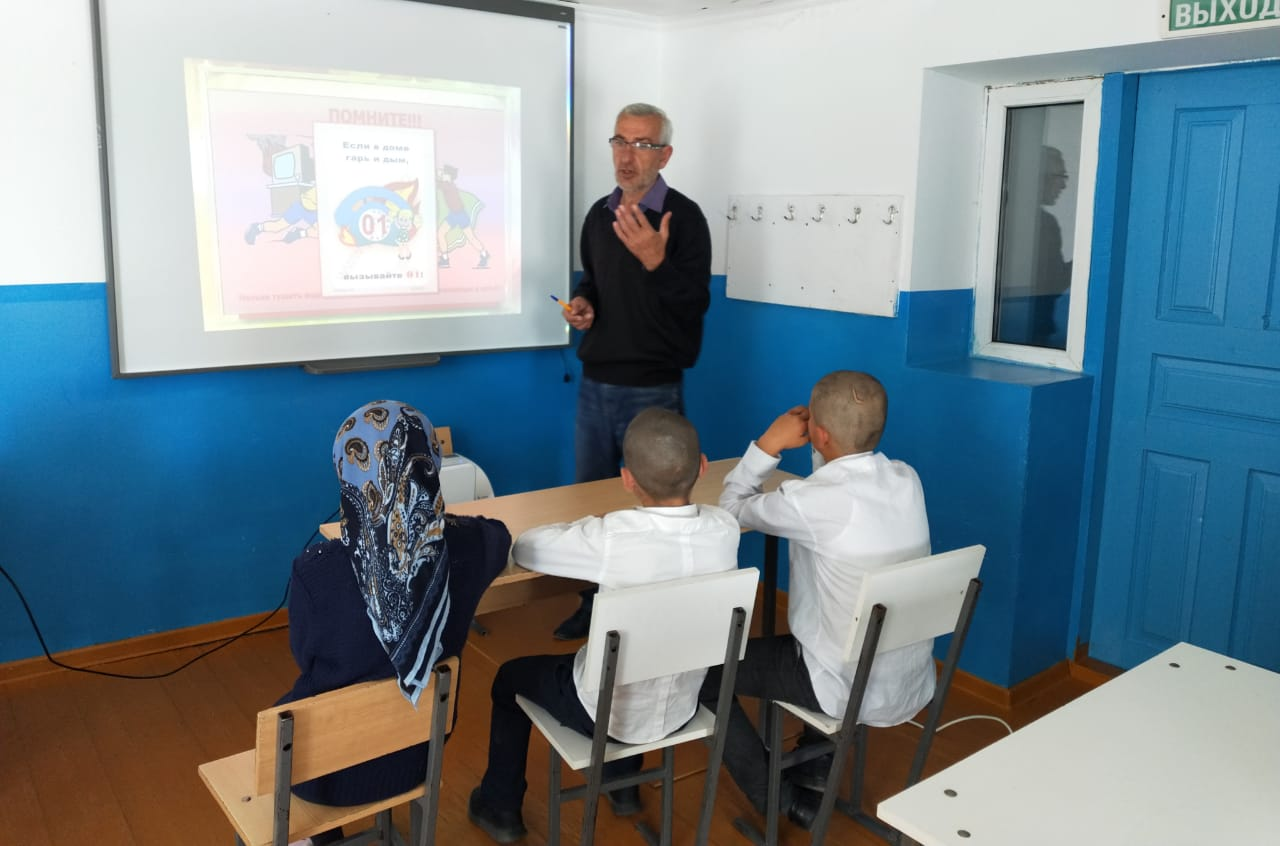 ПОМНИТЕ!!!
Если в доме
гарь и дым,
01
вызывайте 01!
ВЫХОД